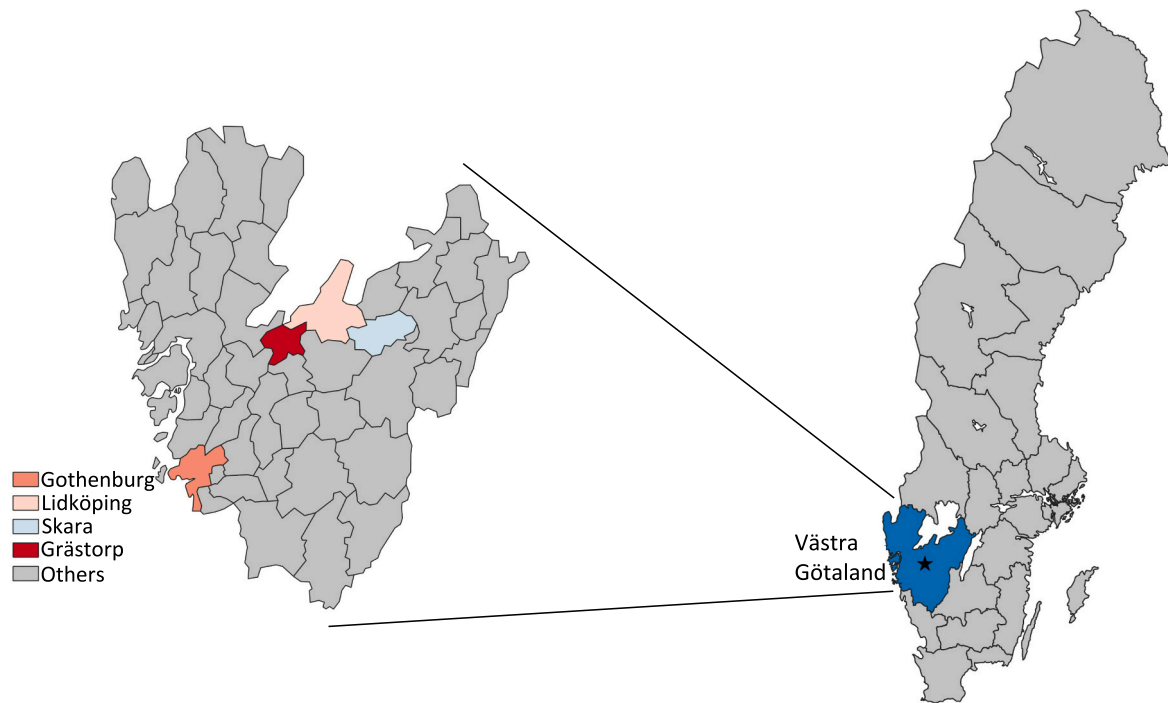 Gothenburg
Lidköping
Skara
Grästorp
Others
Västra
Götaland